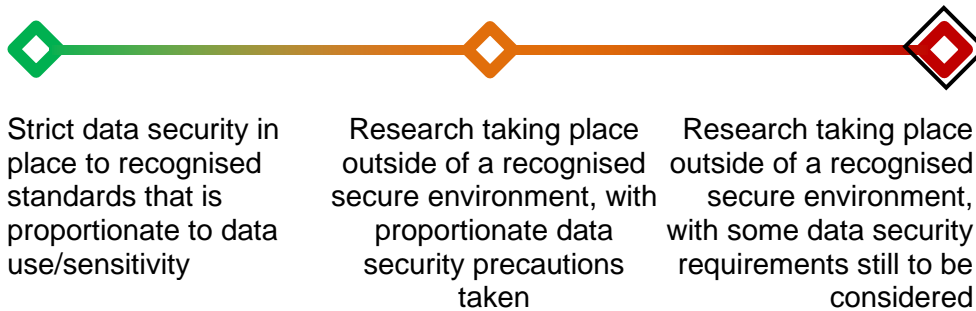 Strict data security in
place to recognised
standards that is
proportionate to data
use/sensitivity
Research taking place
outside of a recognised
secure environment, with
proportionate data
security precautions
taken
Research taking place
outside of a recognised
secure environment,
with some data security
requirements still to be
considered